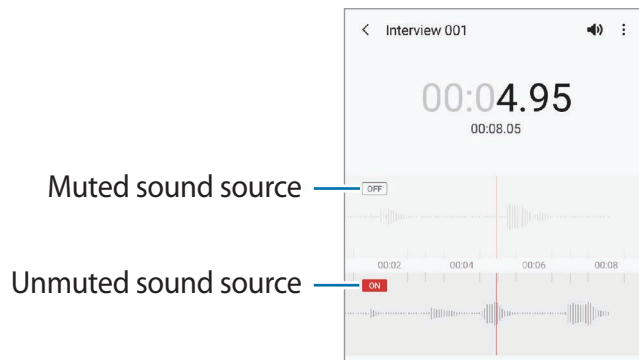 Interview 001
00:04.95
00:08.05
Muted sound source
OFF
00:02 00:04 00:06 00:08
Unmuted sound source
ON